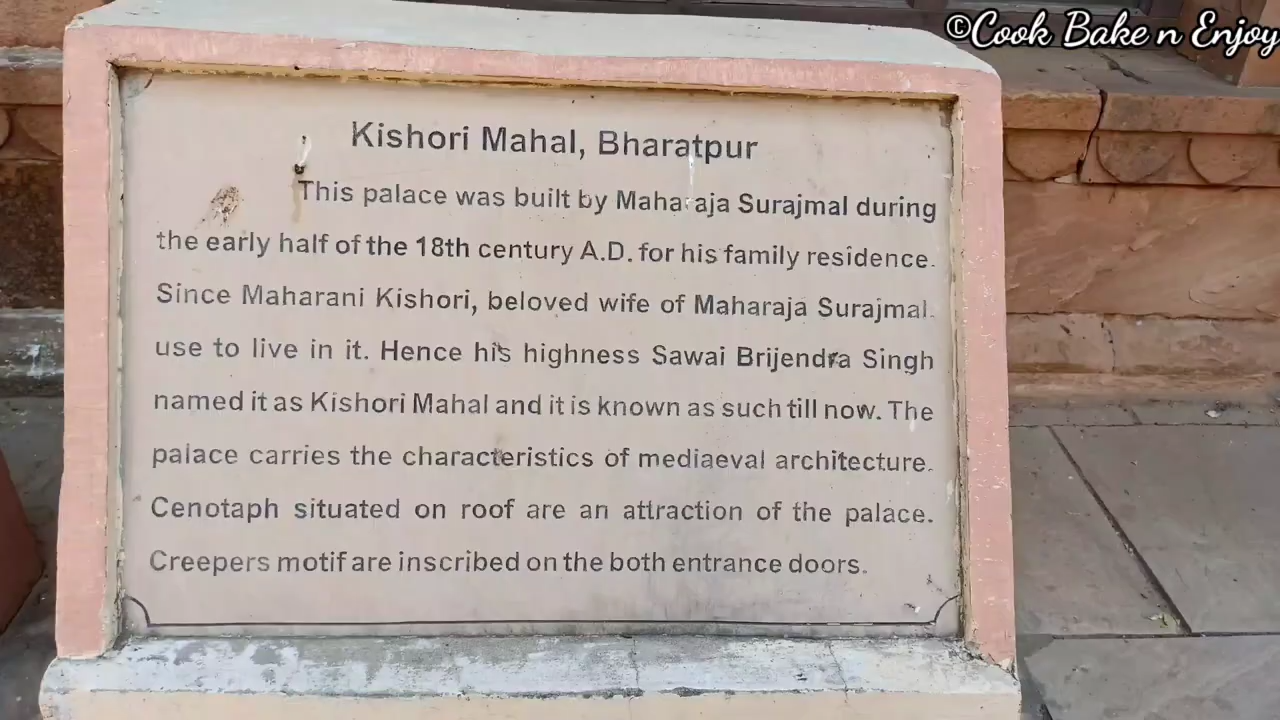 ©Cook Bake n Enjoy
Kishori Mahal, Bharatpur
This palace was built by Maharaja Surajmal during
the early half of the 18th century A.D. for his family residence.
Since Maharani Kishori, beloved wife of Maharaja Surajmal.
use to live in it. Hence his highness Sawai Brijendra Singh
named it as Kishori Mahal and it is known as such till now. The
palace carries the characteristics of mediaeval architecture.
Cenotaph situated on roof are an attraction of the palace.
Creepers motif are inscribed on the both entrance doors.